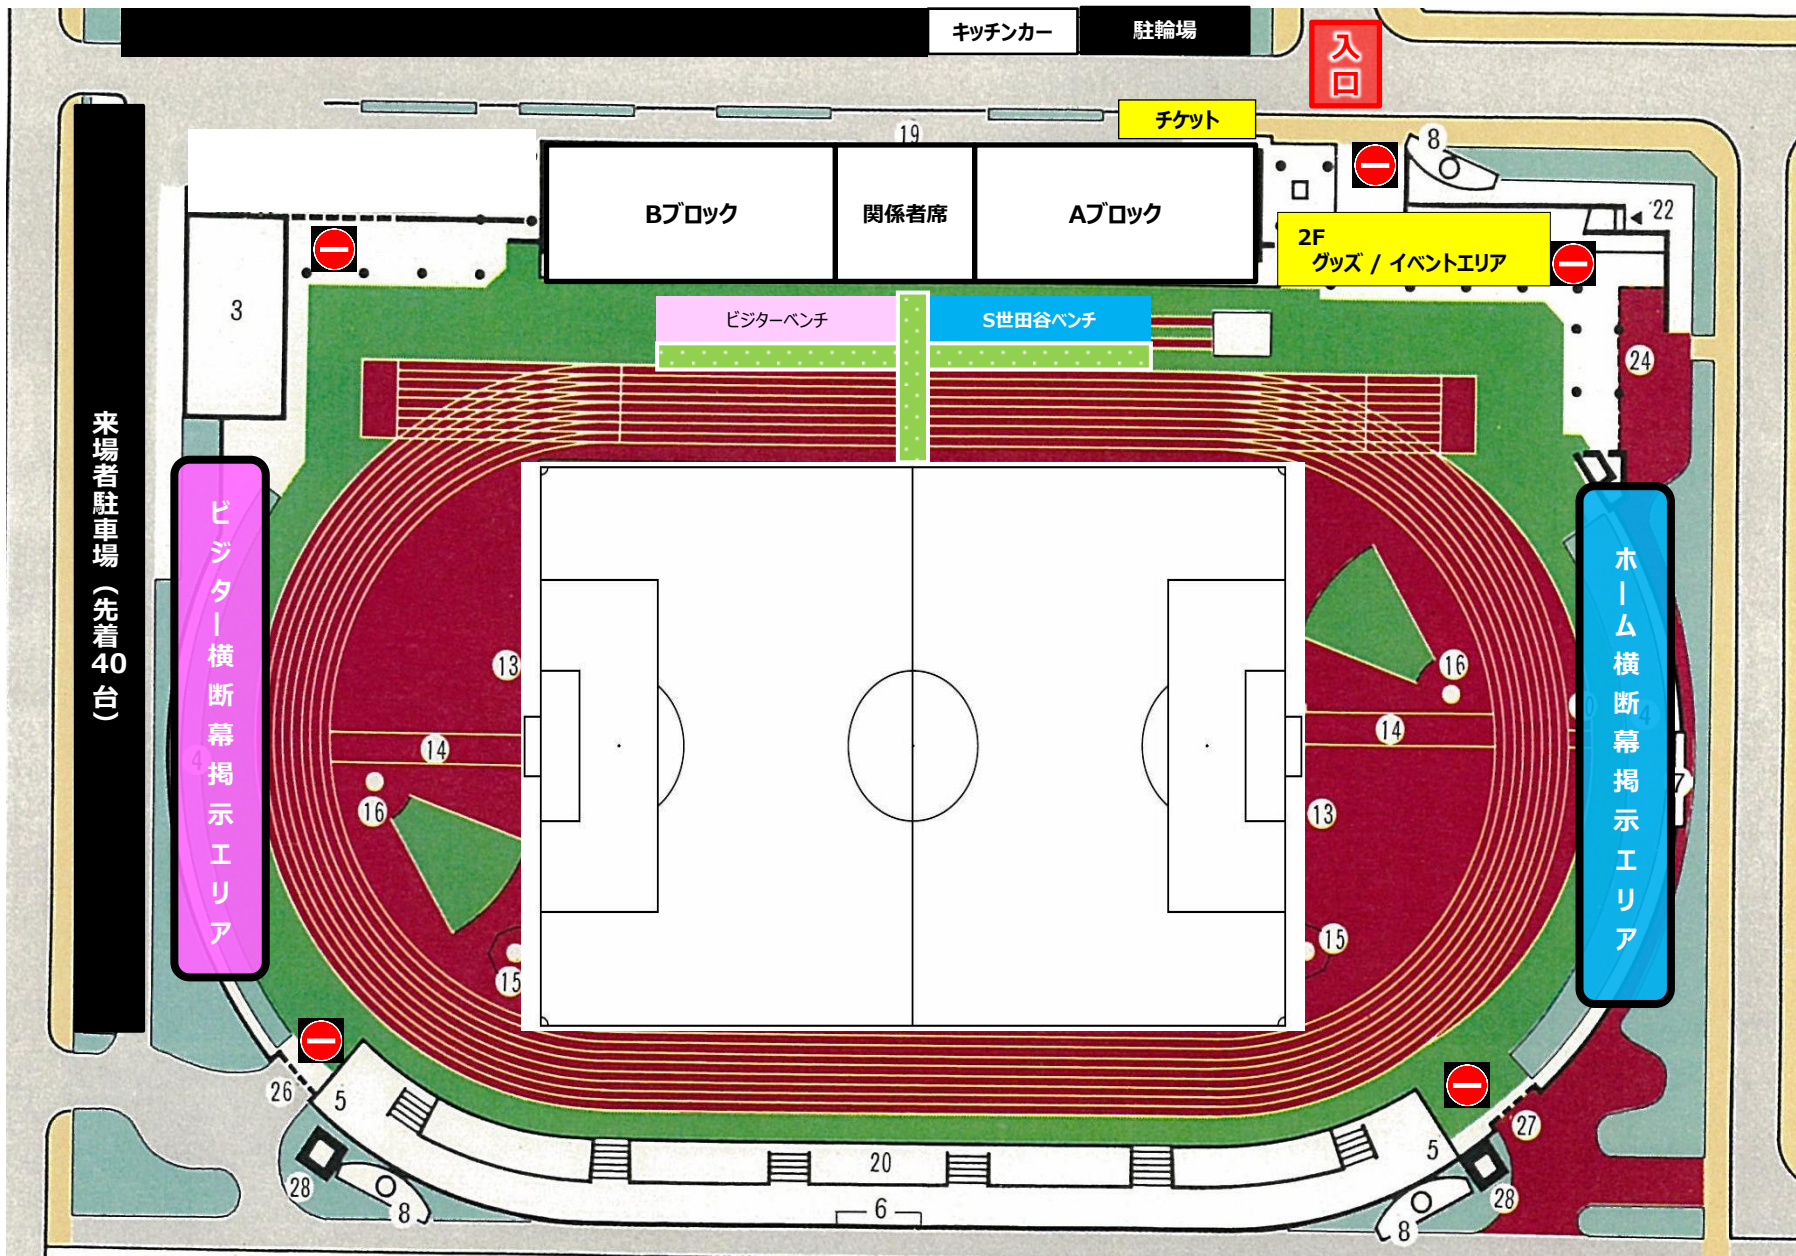 キッチンカー
駐輪場
入口
チケット
19
8
Bブロック
関係者席
Aブロック
22
2F
グッズ / イベントエリア
3
ビジターベンチ
S世田谷ベンチ
24
来場者駐車場（先着40台）
ビジター横断幕掲示エリア
ホーム横断幕掲示エリア
13
16
14
14
4
4
7
16
13
15
15
26
5
27
5
20
28
28
8
6
8